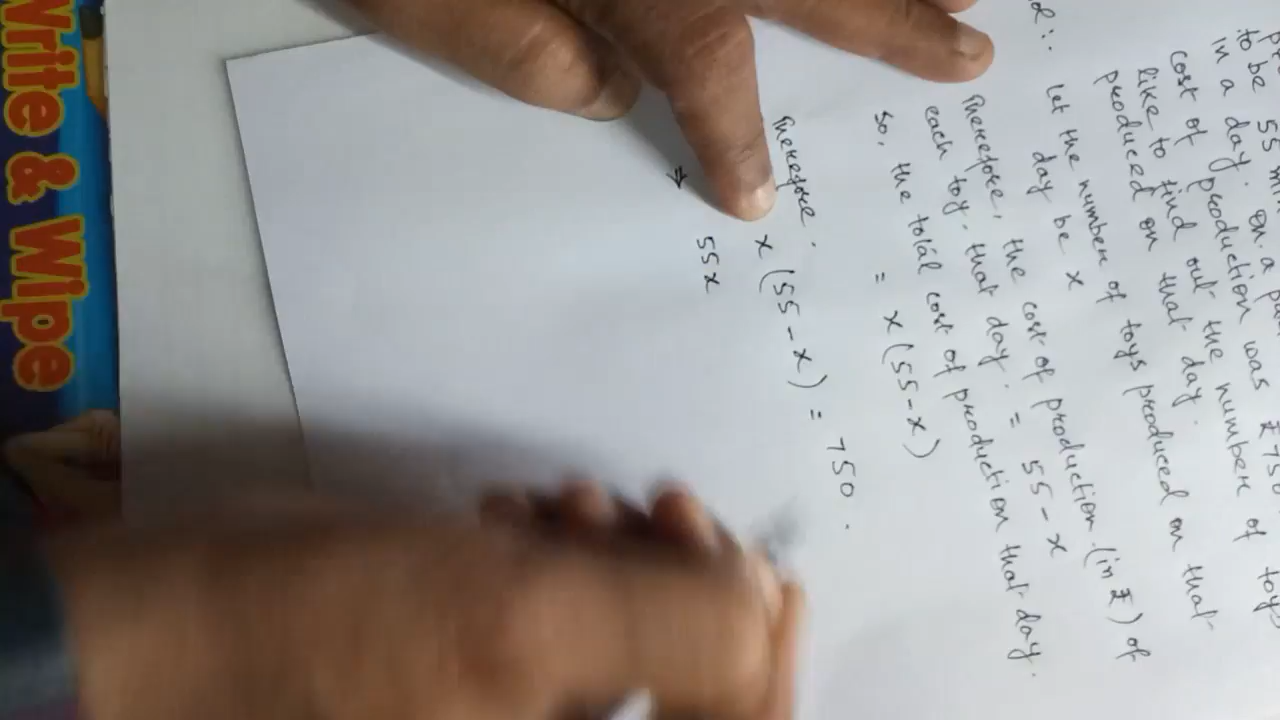 to be 55 on a
in a day. production was ₹ 750
cost of find out the number of toys
like to on that day.
produced
Let the number of toys produced on that
day be x
Therefore, the cost of production (in ₹) of
each toy. that day. = 55 - x
so, the total cost of production that day.
= x (55-x)
Therefore.
x (55 - x) = 750.
⇒ 55x
Write & Wipe